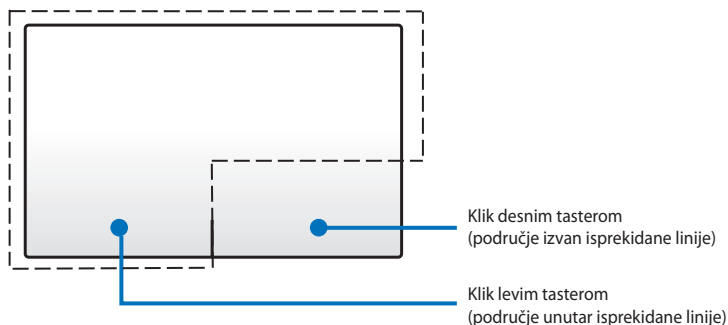 Klik desnim tasterom
(područje izvan isprekidane linije)
Klik levim tasterom
(područje unutar isprekidane linije)